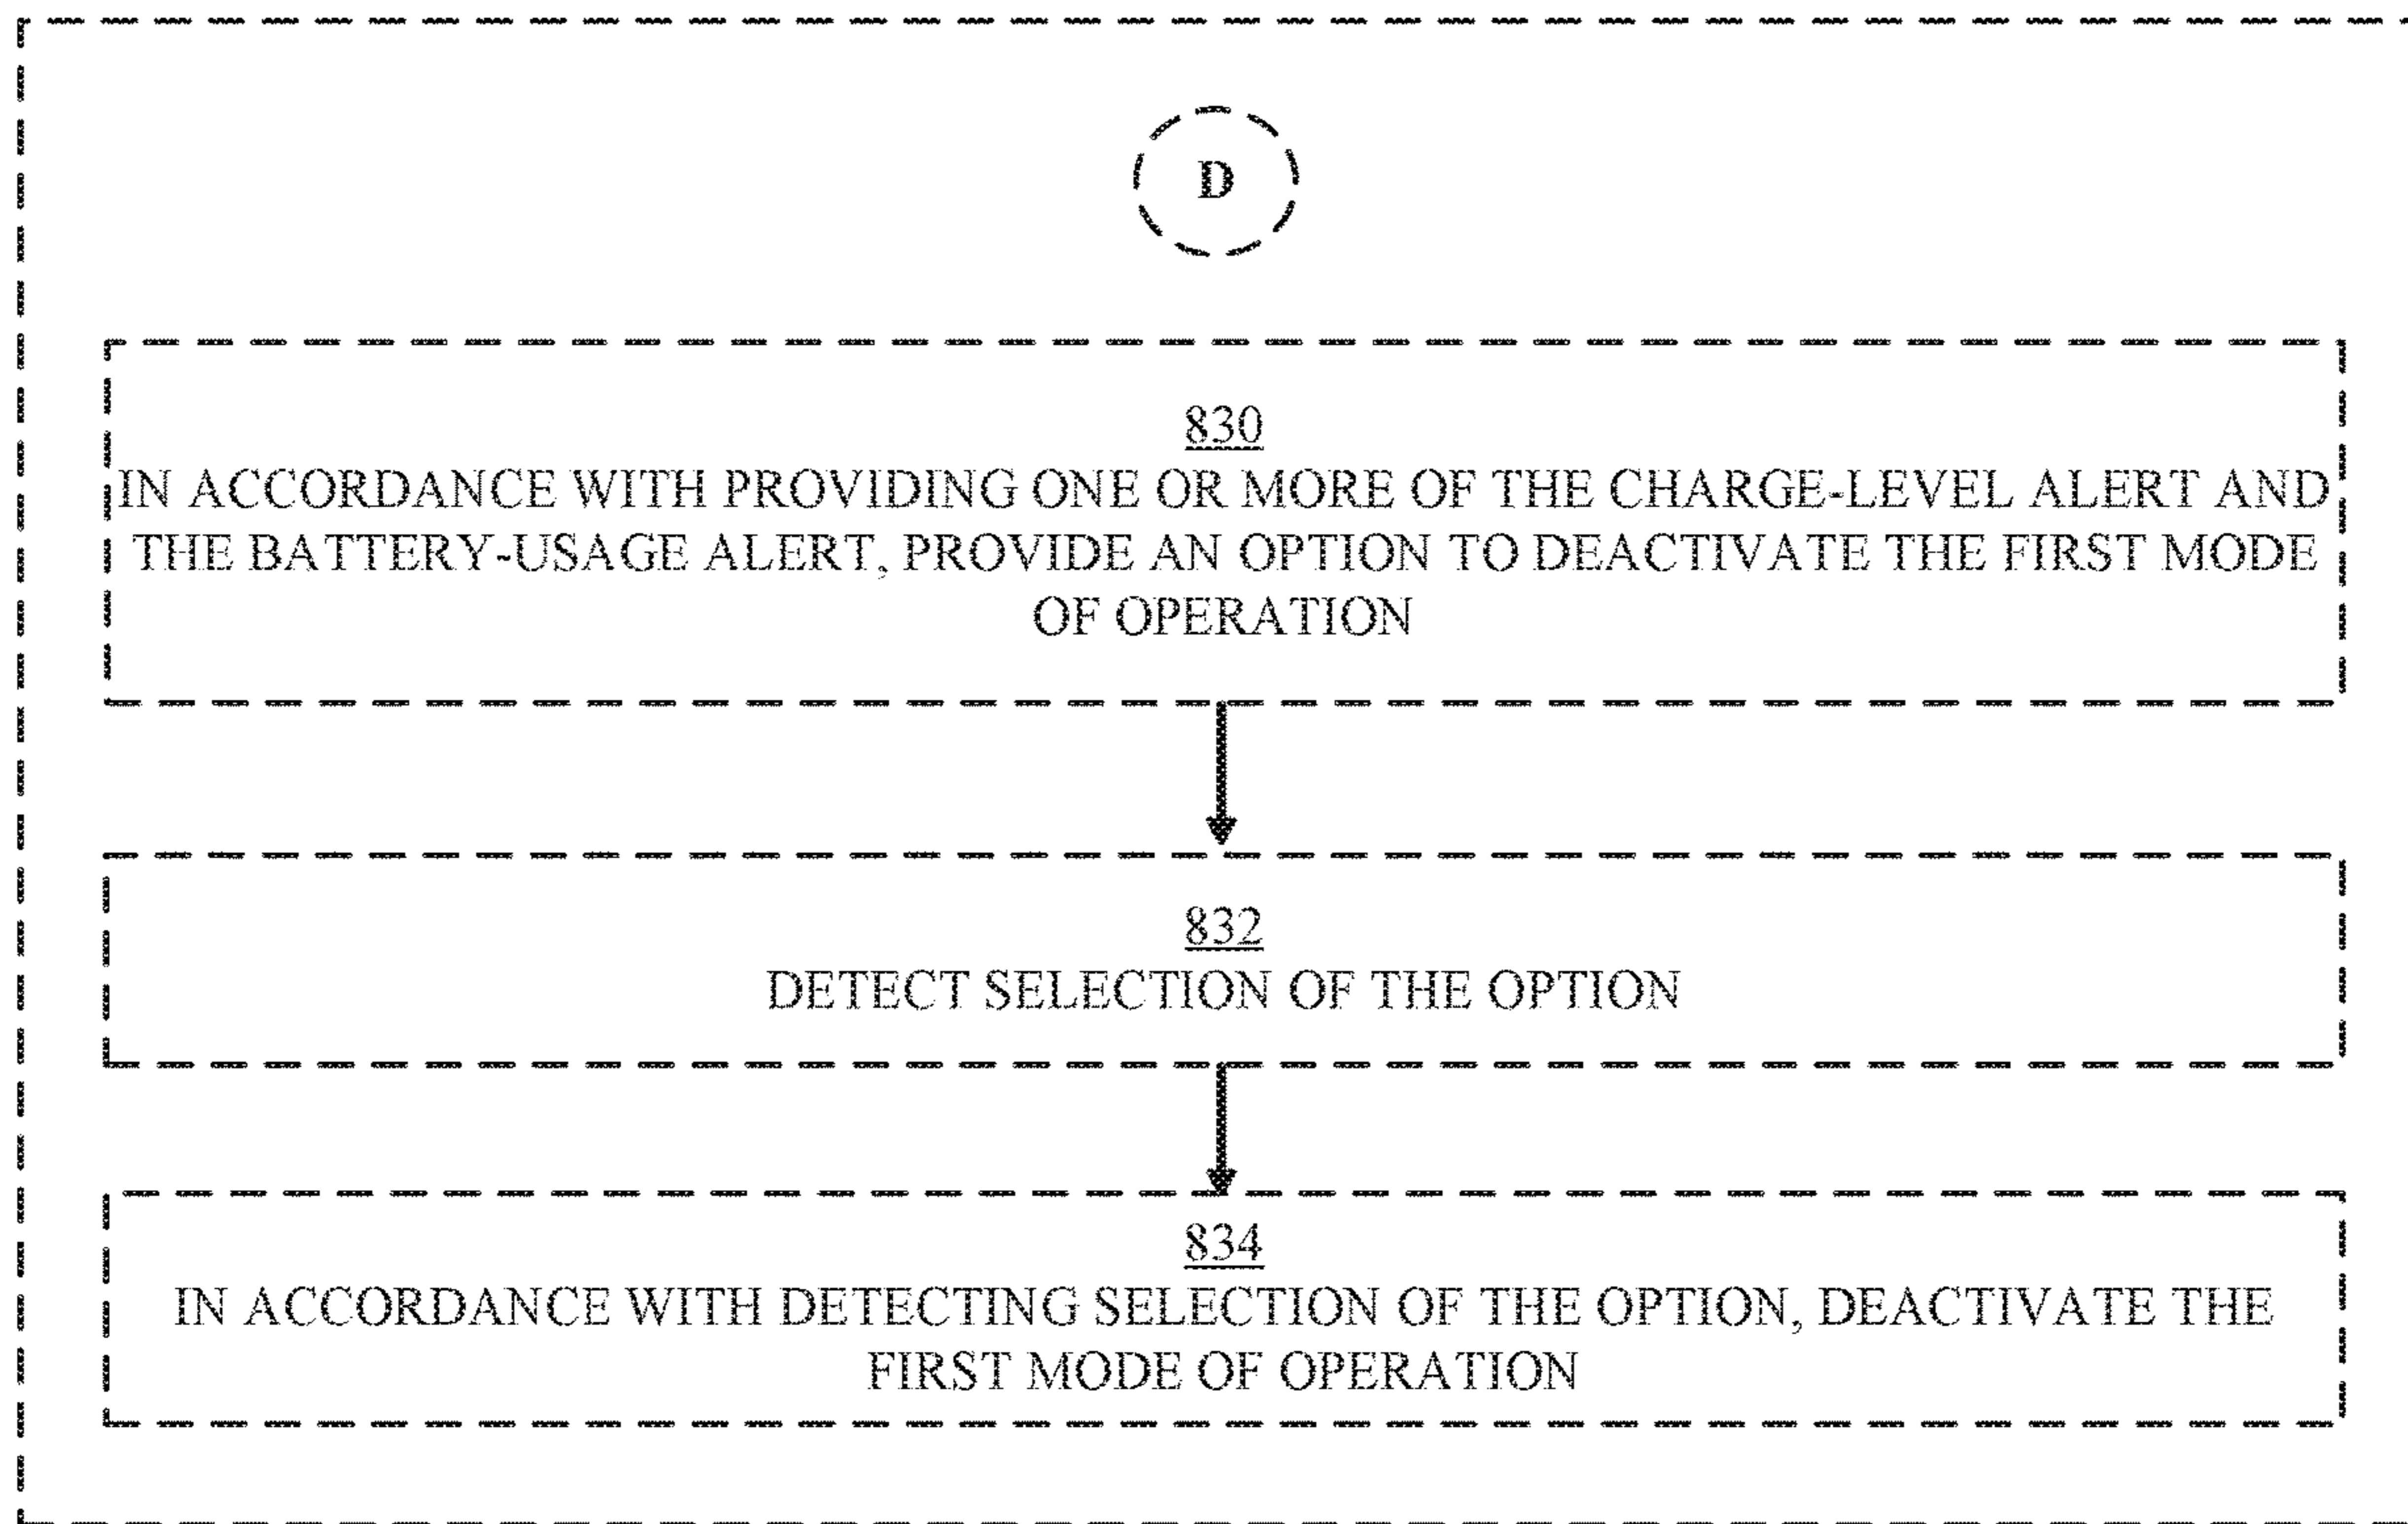 D
830
IN ACCORDANCE WITH PROVIDING ONE OR MORE OF THE CHARGE-LEVEL ALERT AND
THE BATTERY-USAGE ALERT, PROVIDE AN OPTION TO DEACTIVATE THE FIRST MODE
OF OPERATION
832
DETECT SELECTION OF THE OPTION
834
IN ACCORDANCE WITH DETECTING SELECTION OF THE OPTION, DEACTIVATE THE
FIRST MODE OF OPERATION